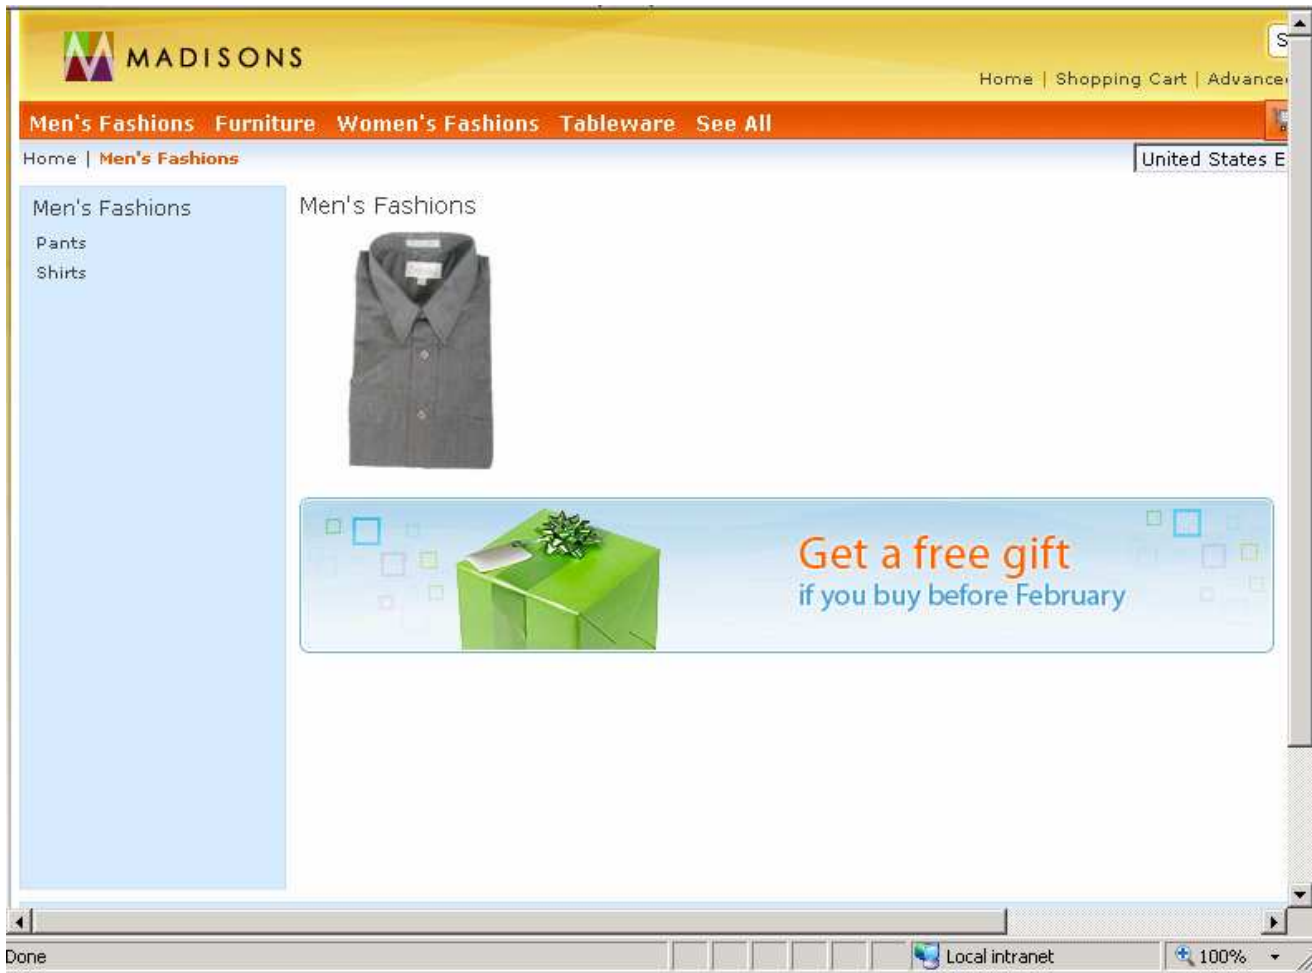 MADISONS
S
Home | Shopping Cart | Advance
Men's Fashions Furniture Women's Fashions Tableware See All
Home | Men's Fashions
United States E
Men's Fashions
Pants
Shirts
Men's Fashions
Get a free gift
if you buy before February
Done
Local intranet
100%